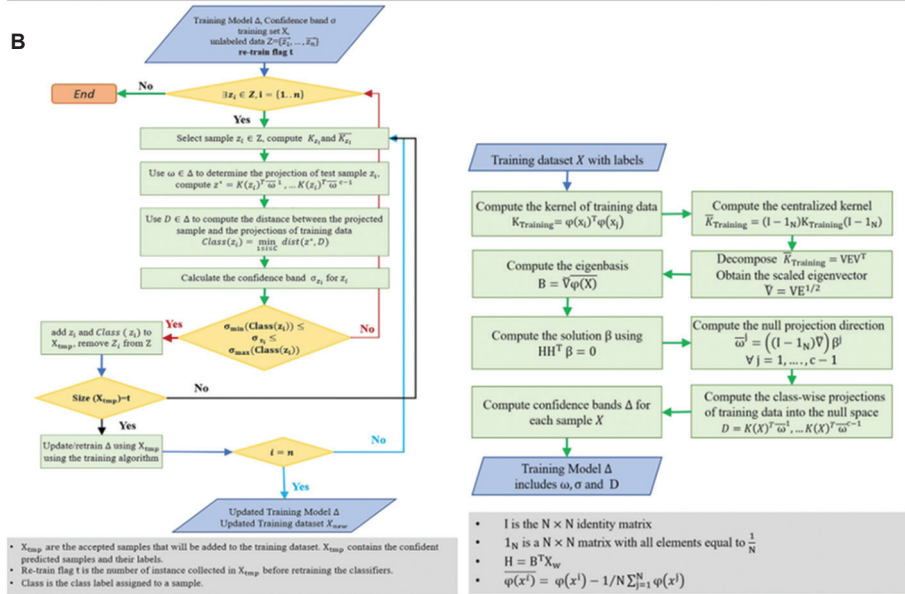 B
Training Model Δ, Confidence band σ
training set X,
unlabeled data Z={z⃗₁, …, z⃗ₙ}
re-train flag t
∃zᵢ ∈ Z, i = {1..n}
No
End
Yes
Select sample zᵢ ∈ Z, compute K_zᵢ and K̅_zᵢ
Use ω ∈ Δ to determine the projection of test sample zᵢ,
compute z* = K(zᵢ)ᵀ ω̅ ¹, … K(zᵢ)ᵀ ω̅ ᶜ⁻¹
Use D ∈ Δ to compute the distance between the projected
sample and the projections of training data
Class(zᵢ) = min_{1≤i≤C} dist(z*, D)
Calculate the confidence band σ_zᵢ for zᵢ
σ_min(Class(zᵢ)) ≤
σ_zᵢ ≤
σ_max(Class(zᵢ))
Yes
No
add zᵢ and Class (zᵢ) to
X_tmp, remove Zᵢ from Z
Size (X_tmp)=t
No
Yes
Update/retrain Δ using X_tmp
using the training algorithm
i = n
No
Yes
Updated Training Model Δ
Updated Training dataset X_new
• X_tmp are the accepted samples that will be added to the training dataset. X_tmp contains the confident
predicted samples and their labels.
• Re-train flag t is the number of instance collected in X_tmp before retraining the classifiers.
• Class is the class label assigned to a sample.
Training dataset X with labels
Compute the kernel of training data
K_Training= φ(xᵢ)ᵀφ(xⱼ)
Compute the centralized kernel
K̅_Training = (I − 1_N)K_Training(I − 1_N)
Decompose K̅_Training = VEVᵀ
Obtain the scaled eigenvector
V̅ = VE^{1/2}
Compute the eigenbasis
B = V̅φ(X)̅
Compute the solution β using
HHᵀ β = 0
Compute the null projection direction
ω̅ʲ = ((I − 1_N)V̅) βʲ
∀ j = 1, …., c − 1
Compute the class-wise projections
of training data into the null space
D = K(X)ᵀ ω̅¹, … K(X)ᵀ ω̅ᶜ⁻¹
Compute confidence bands Δ for
each sample X
Training Model Δ
includes ω, σ and D
• I is the N × N identity matrix
• 1_N is a N × N matrix with all elements equal to 1/N
• H = BᵀX_w
• φ(xⁱ)̅ = φ(xⁱ) − 1/N ∑_{j=1}^{N} φ(xʲ)